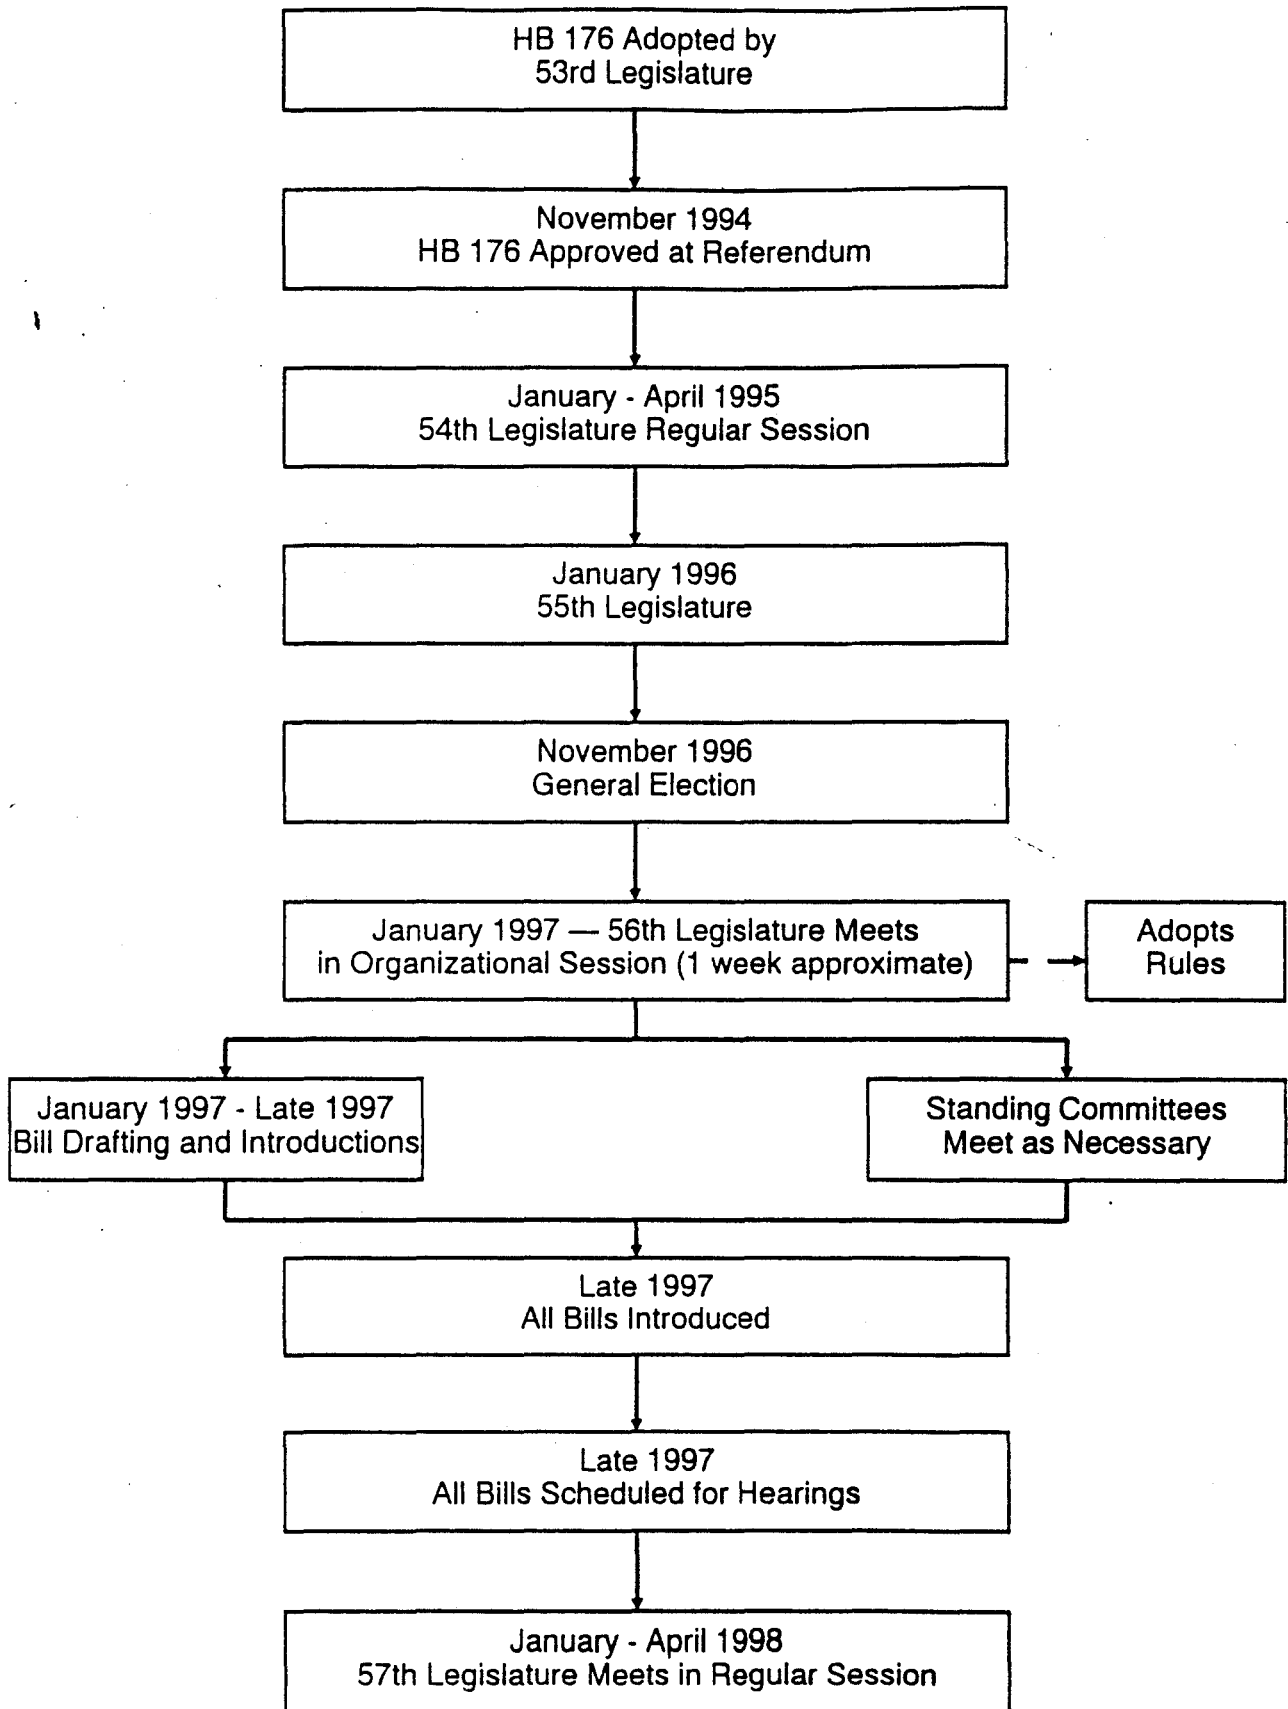 HB 176 Adopted by
53rd Legislature
November 1994
HB 176 Approved at Referendum
January - April 1995
54th Legislature Regular Session
January 1996
55th Legislature
November 1996
General Election
January 1997 — 56th Legislature Meets
in Organizational Session (1 week approximate)
Adopts
Rules
January 1997 - Late 1997
Bill Drafting and Introductions
Standing Committees
Meet as Necessary
Late 1997
All Bills Introduced
Late 1997
All Bills Scheduled for Hearings
January - April 1998
57th Legislature Meets in Regular Session